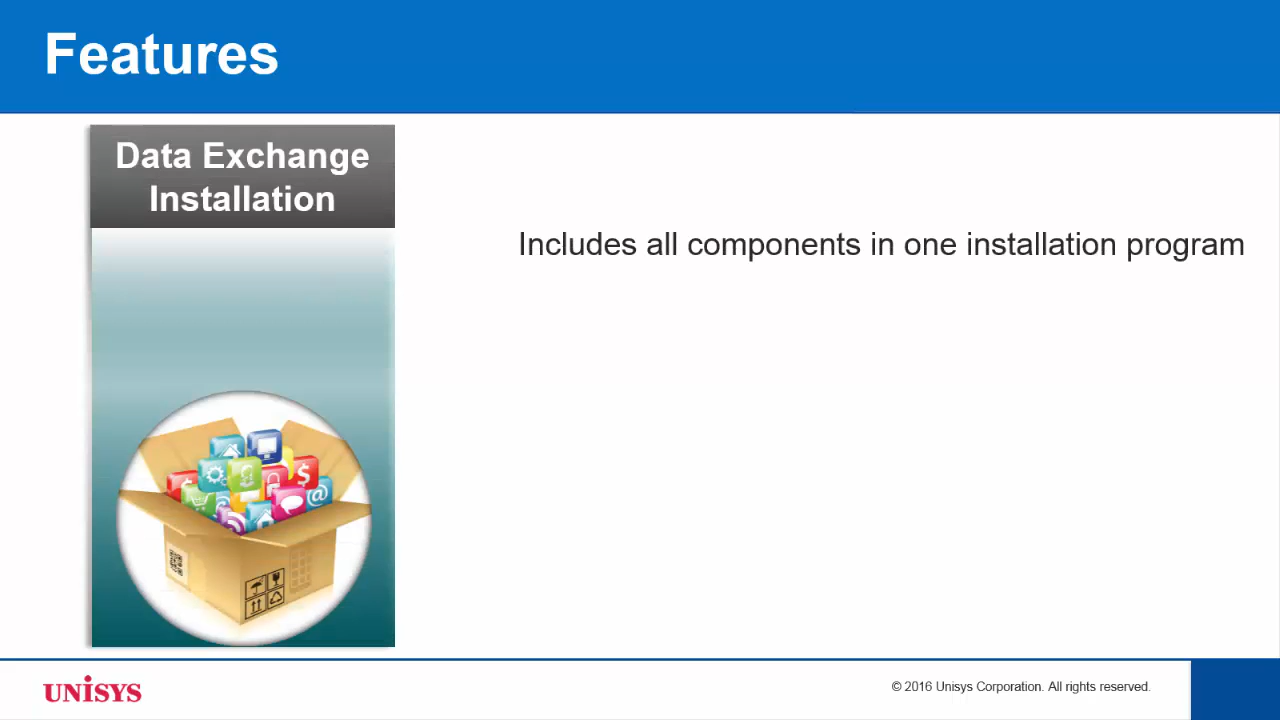 Features
Data Exchange
Installation
Includes all components in one installation program
UNiSYS
© 2016 Unisys Corporation. All rights reserved.